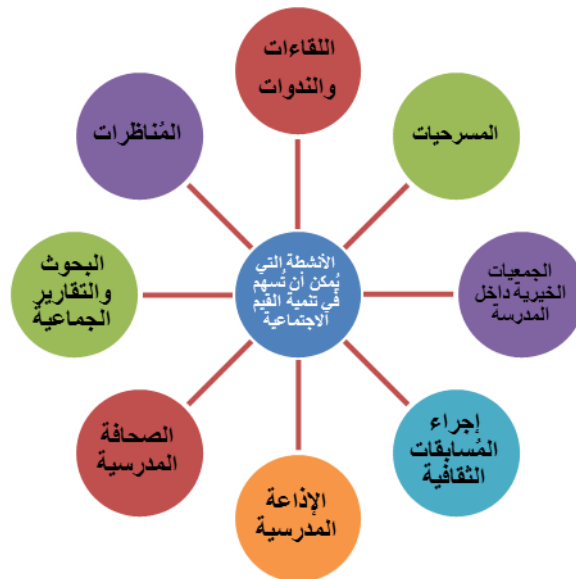 الأنشطة التي
يُمكن أن تُسهم
في تنمية القيم
الاجتماعية
اللقاءات
والندوات
المسرحيات
الجمعيات
الخيرية داخل
المدرسة
إجراء
المُسابقات
الثقافية
الإذاعة
المدرسية
الصحافة
المدرسية
البحوث
والتقارير
الجماعية
المُناظرات